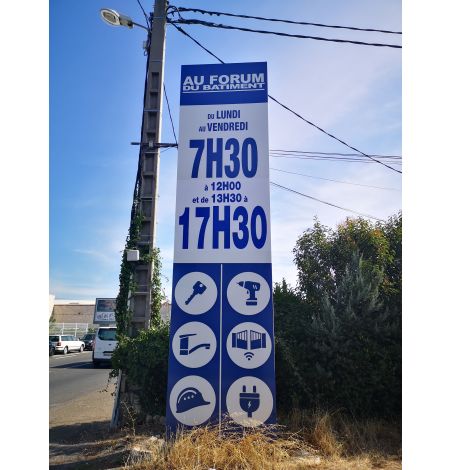 AU FORUM
DU BATIMENT
DU LUNDI
AU VENDREDI
7H30
à 12H00
et de 13H30 à
17H30